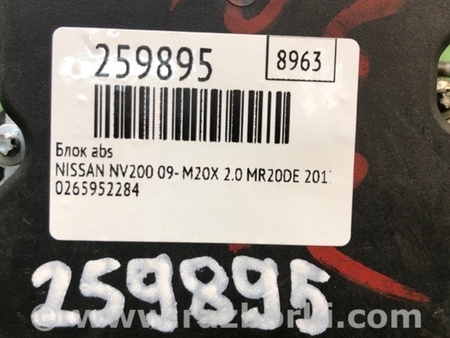 259895
8963
Блок abs
NISSAN NV200 09- M20X 2.0 MR20DE 201
0265952284
259895
www.razborki.com